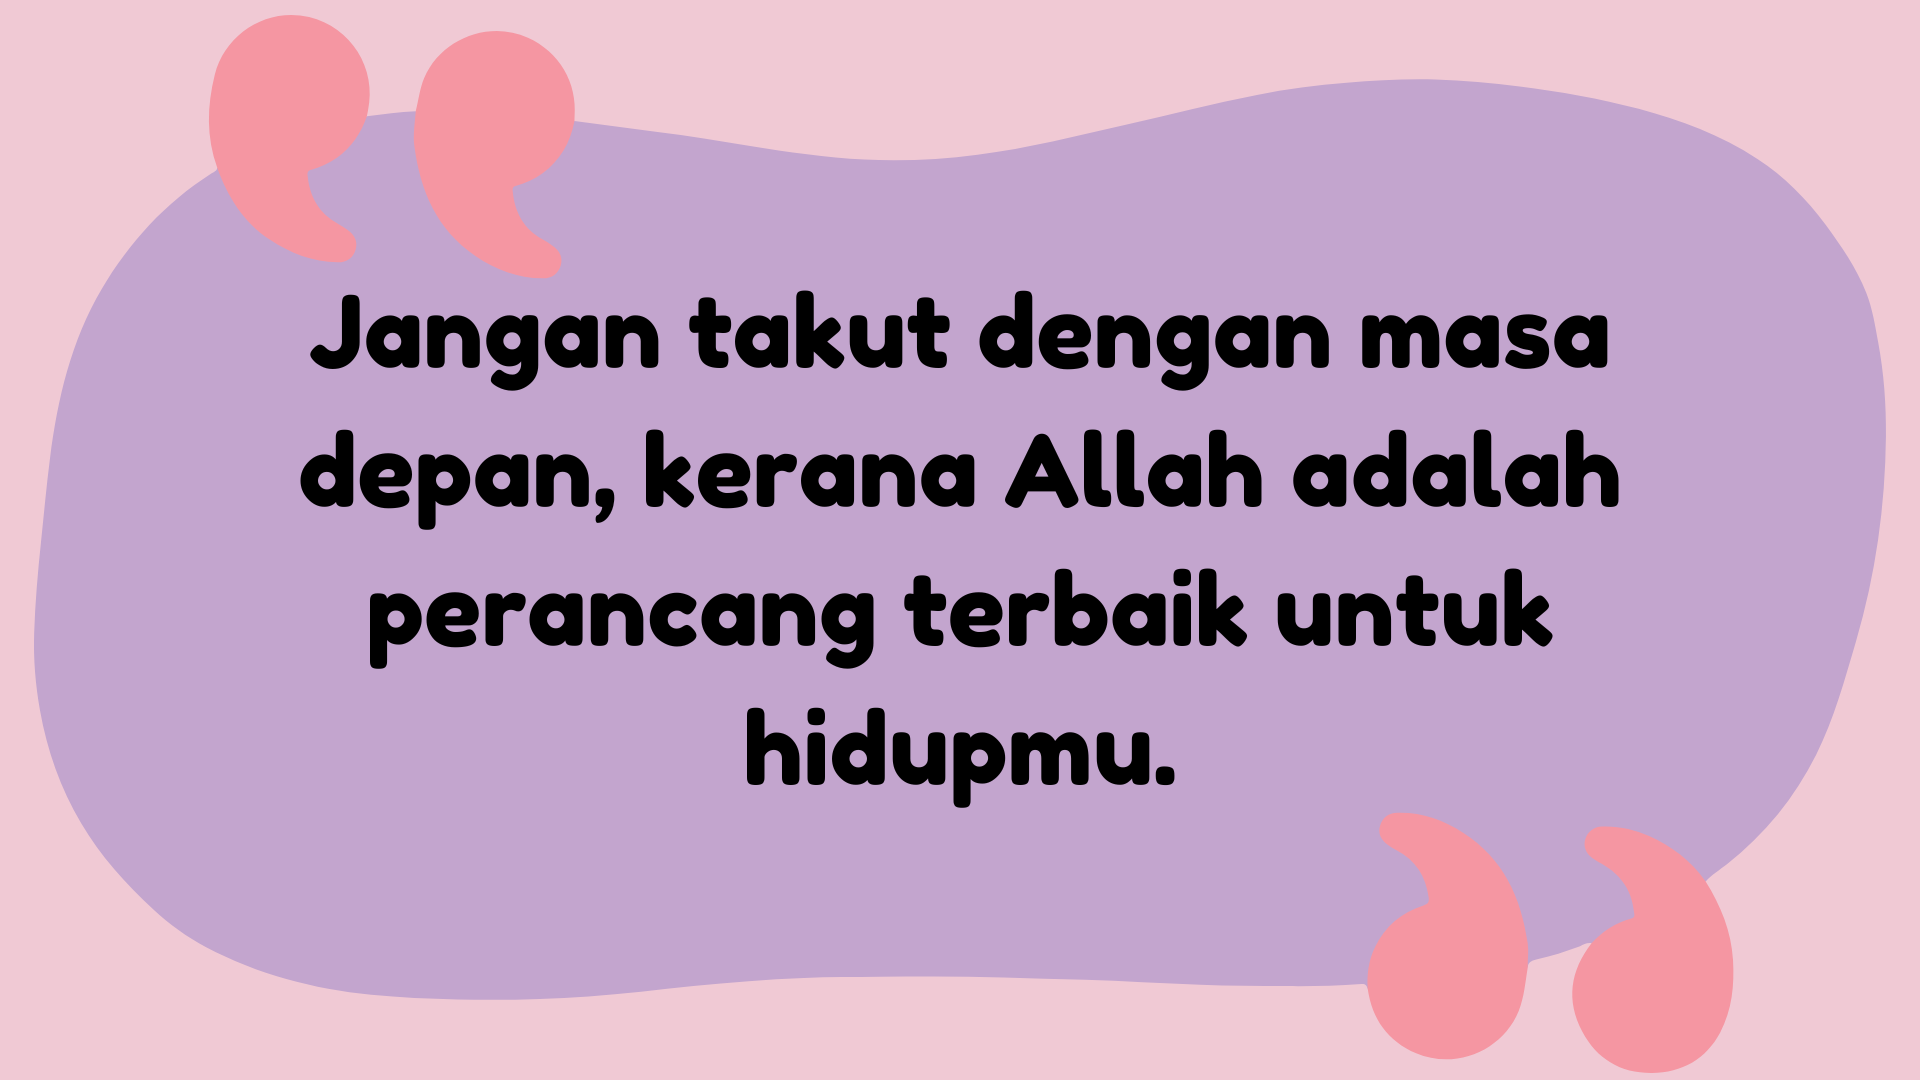 Jangan takut dengan masa
depan, kerana Allah adalah
perancang terbaik untuk
hidupmu.